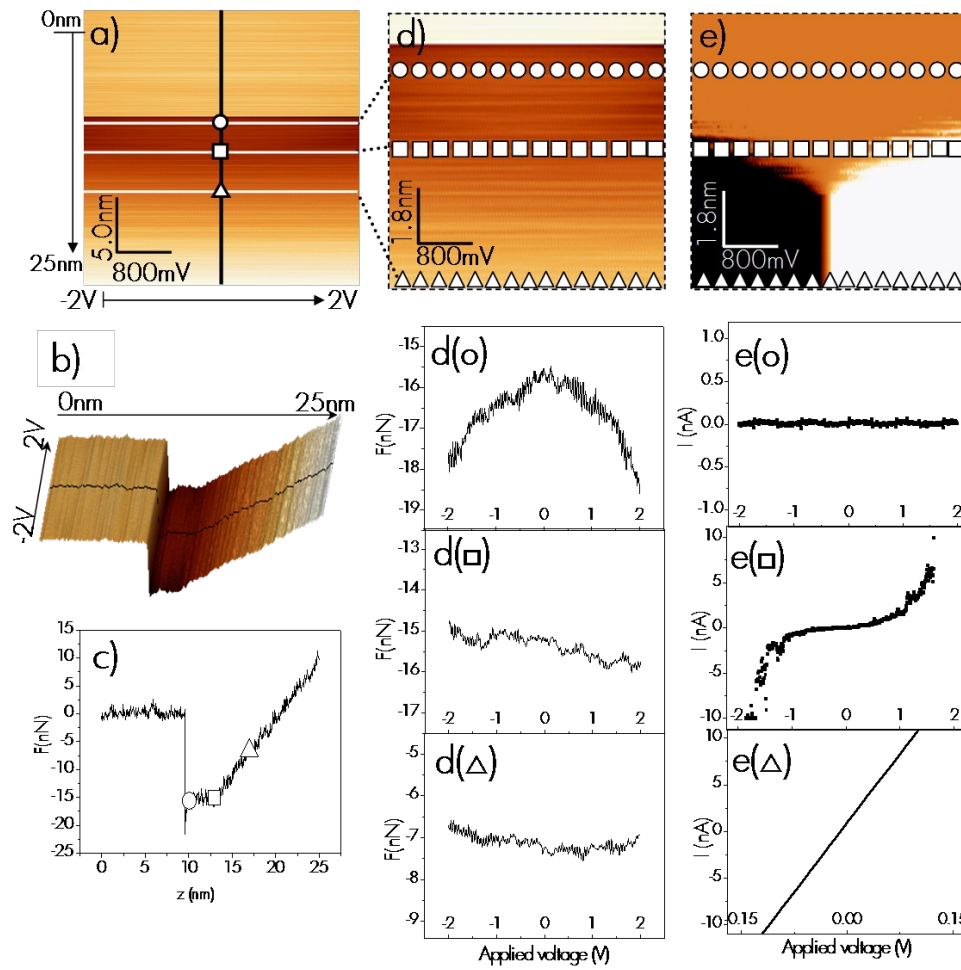 0nm
a)
5.0nm
800mV
25nm
-2V
2V
d)
1.8nm
800mV
e)
1.8nm
800mV
b)
0nm
25nm
2V
-2V
c)
15
10
5
0
-5
-10
-15
-20
-25
F(nN)
0 5 10 15 20 25
z (nm)
d(○)
-15
-16
-17
-18
-19
F(nN)
-2 -1 0 1 2
d(□)
-13
-14
-15
-16
-17
F(nN)
-2 -1 0 1 2
d(△)
-5
-6
-7
-8
-9
F(nN)
-2 -1 0 1 2
Applied voltage (V)
e(○)
1.0
0.5
0.0
-0.5
-1.0
I (nA)
-2 -1 0 1 2
e(□)
10
5
0
-5
-10
I (nA)
-2 -1 0 1 2
e(△)
10
5
0
-5
-10
I (nA)
0.15 0.00 0.15
Applied voltage (V)